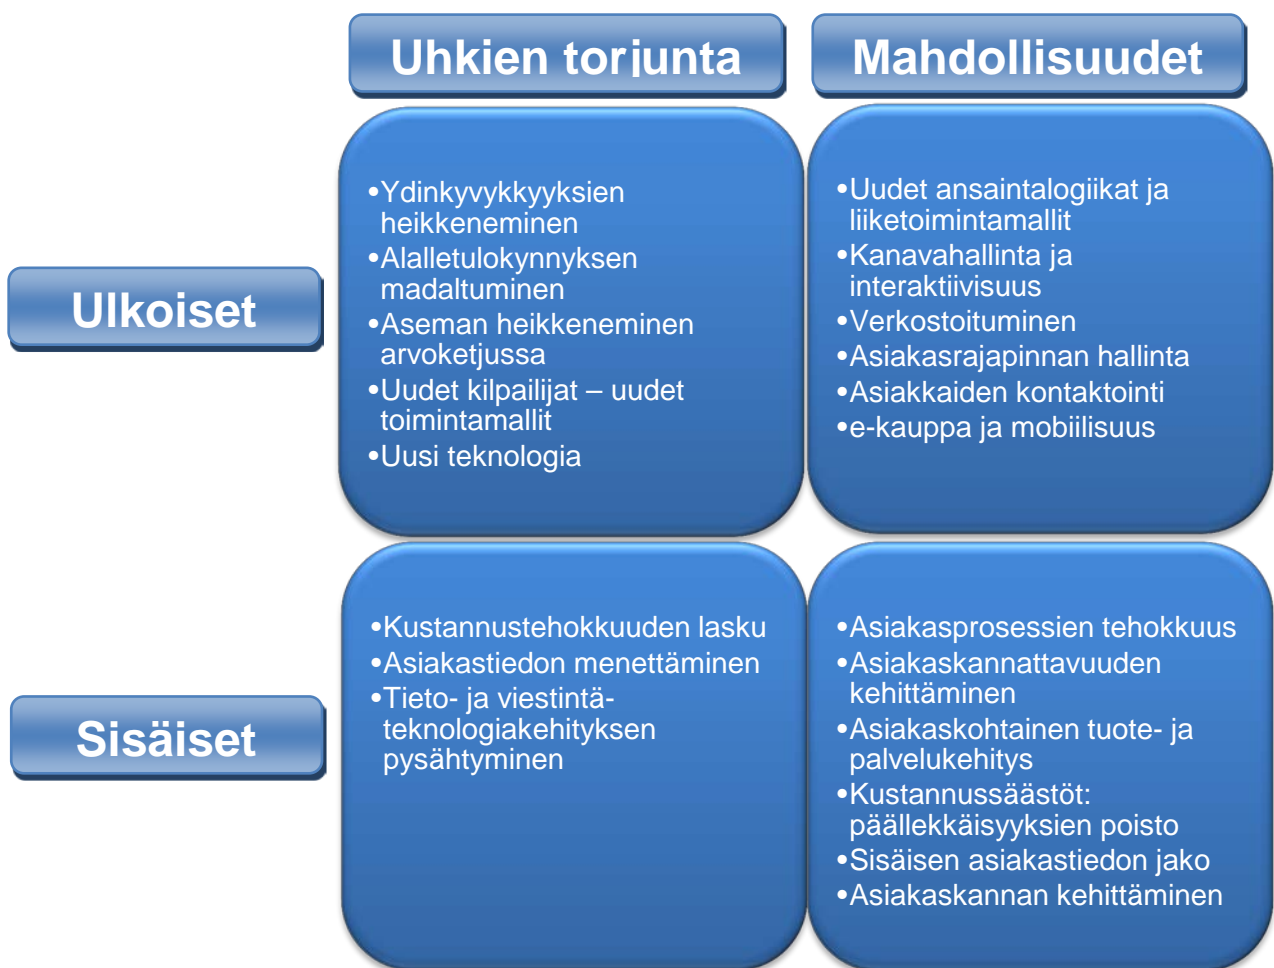 Uhkien torjunta
Mahdollisuudet
Ulkoiset
•Ydinkyvykkyyksien
heikkeneminen
•Alalletulokynnyksen
madaltuminen
•Aseman heikkeneminen
arvoketjussa
•Uudet kilpailijat – uudet
toimintamallit
•Uusi teknologia
•Uudet ansaintalogiikat ja
liiketoimintamallit
•Kanavahallinta ja
interaktiivisuus
•Verkostoituminen
•Asiakasrajapinnan hallinta
•Asiakkaiden kontaktointi
•e-kauppa ja mobiilisuus
Sisäiset
•Kustannustehokkuuden lasku
•Asiakastiedon menettäminen
•Tieto- ja viestintä-
teknologiakehityksen
pysähtyminen
•Asiakasprosessien tehokkuus
•Asiakaskannattavuuden
kehittäminen
•Asiakaskohtainen tuote- ja
palvelukehitys
•Kustannussäästöt:
päällekkäisyyksien poisto
•Sisäisen asiakastiedon jako
•Asiakaskannan kehittäminen